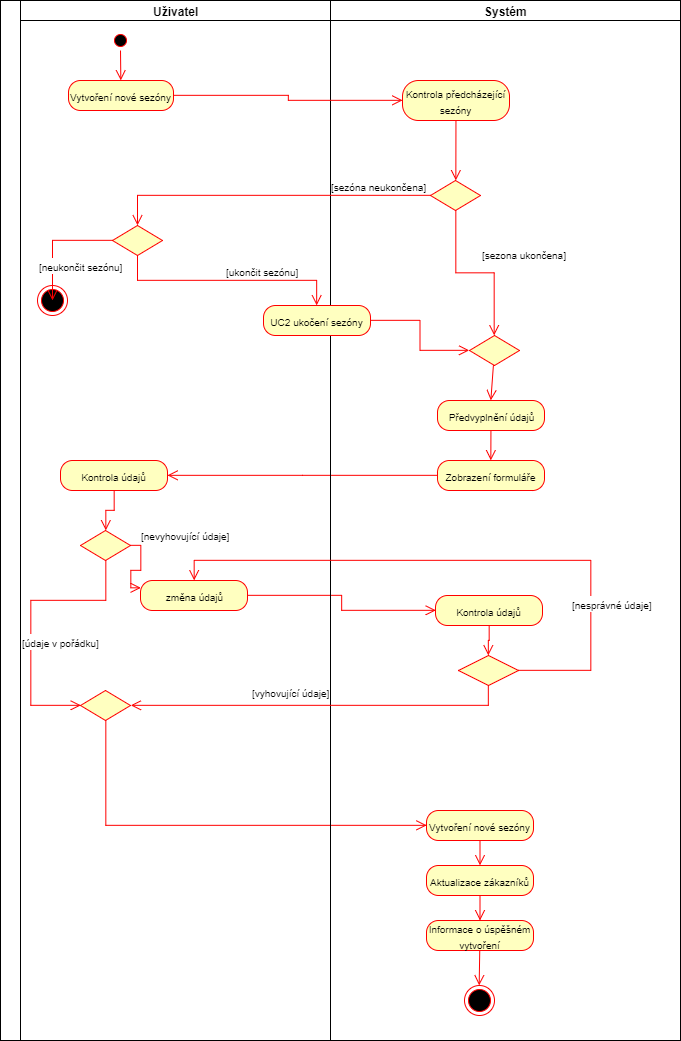 Uživatel
Systém
Vytvoření nové sezóny
Kontrola předcházející
sezóny
[sezóna neukončena]
[sezona ukončena]
[neukončit sezónu]
[ukončit sezónu]
UC2 ukočení sezóny
Předvyplnění údajů
Zobrazení formuláře
Kontrola údajů
[nevyhovující údaje]
změna údajů
Kontrola údajů
[nesprávné údaje]
[údaje v pořádku]
[vyhovující údaje]
Vytvoření nové sezóny
Aktualizace zákazníků
Informace o úspěšném
vytvoření